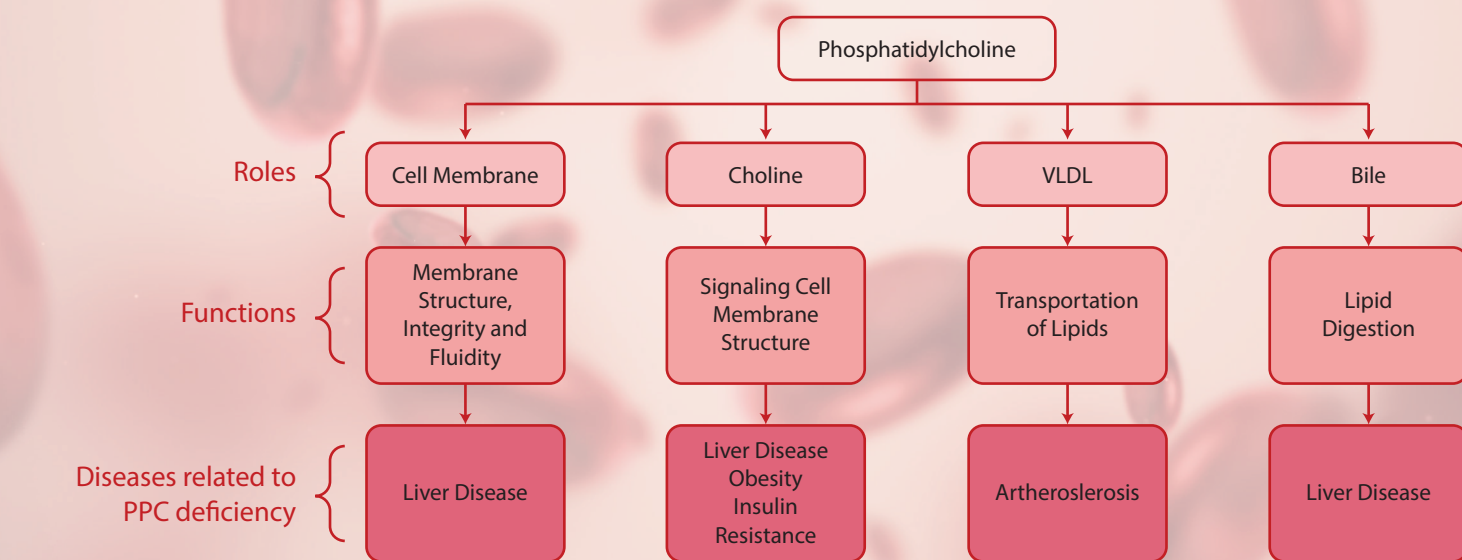 Phosphatidylcholine
Roles
Cell Membrane
Choline
VLDL
Bile
Functions
Membrane
Structure,
Integrity and
Fluidity
Signaling Cell
Membrane
Structure
Transportation
of Lipids
Lipid
Digestion
Diseases related to
PPC deficiency
Liver Disease
Liver Disease
Obesity
Insulin
Resistance
Artheroslerosis
Liver Disease